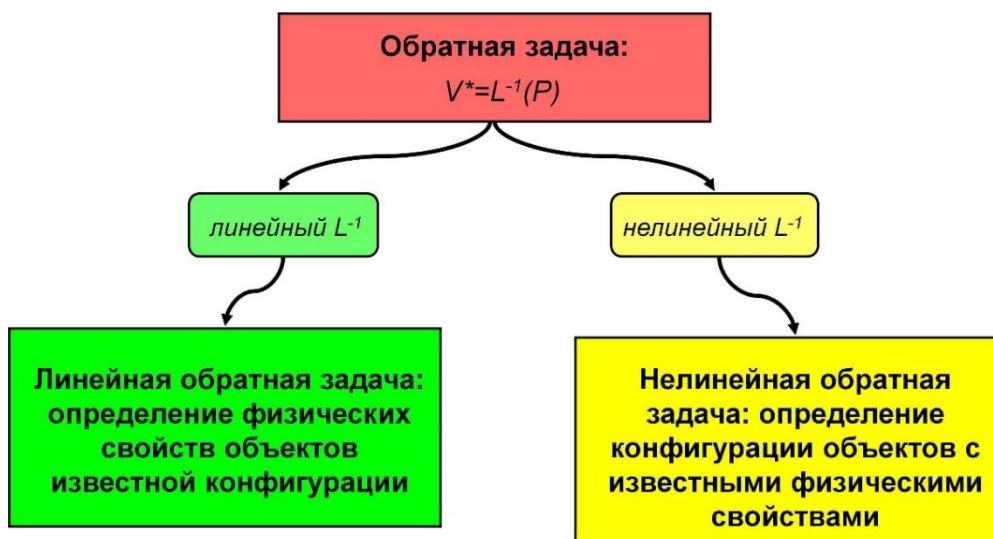 Обратная задача:
V*=L⁻¹(P)
линейный L⁻¹
нелинейный L⁻¹
Линейная обратная задача:
определение физических
свойств объектов
известной конфигурации
Нелинейная обратная
задача: определение
конфигурации объектов с
известными физическими
свойствами